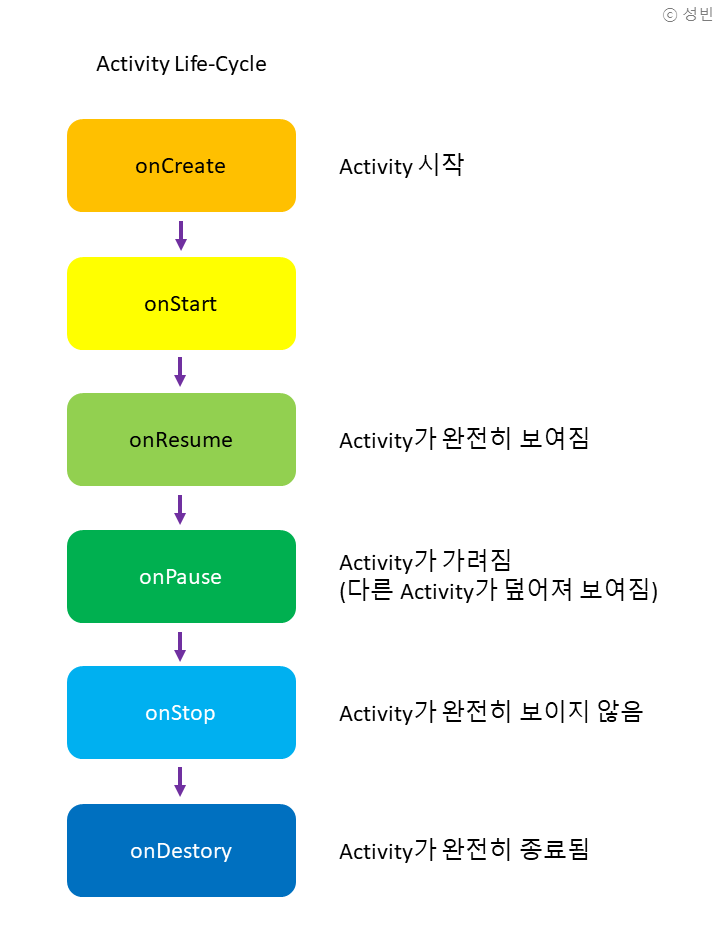 ⓒ 성빈
Activity Life-Cycle
onCreate
Activity 시작
onStart
onResume
Activity가 완전히 보여짐
onPause
Activity가 가려짐
(다른 Activity가 덮어져 보여짐)
onStop
Activity가 완전히 보이지 않음
onDestory
Activity가 완전히 종료됨